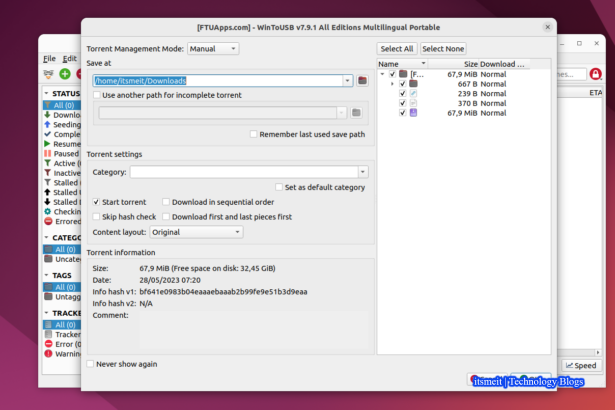 [FTUApps.com] - WinToUSB v7.9.1 All Editions Multilingual Portable
File Edit
Torrent Management Mode: Manual
Select All Select None
Save at
/home/itsmeit/Downloads
Use another path for incomplete torrent
Remember last used save path
Torrent settings
Category:
Set as default category
Start torrent Download in sequential order
Skip hash check Download first and last pieces first
Content layout: Original
Torrent information
Size: 67,9 MiB (Free space on disk: 32,45 GiB)
Date: 28/05/2023 07:20
Info hash v1: bf641e0983b04eaaaebaaab2b99fe9e51b3d9eaa
Info hash v2: N/A
Comment:
Never show again
Name Size Download ...
[F... 67,9 MiB Normal
667 B Normal
239 B Normal
370 B Normal
67,9 MiB Normal
STATUS
All (0)
Downlo
Seeding
Comple
Resume
Paused
Active (
Inactive
Stalled
Stalled
Checkin
Errored
CATEG
All (0)
Uncate
TAGS
All (0)
Untagg
TRACKE
All (0)
Tracker
Error (0
Warnin
mes...
ETA
Speed
itsmeit | Technology Blogs